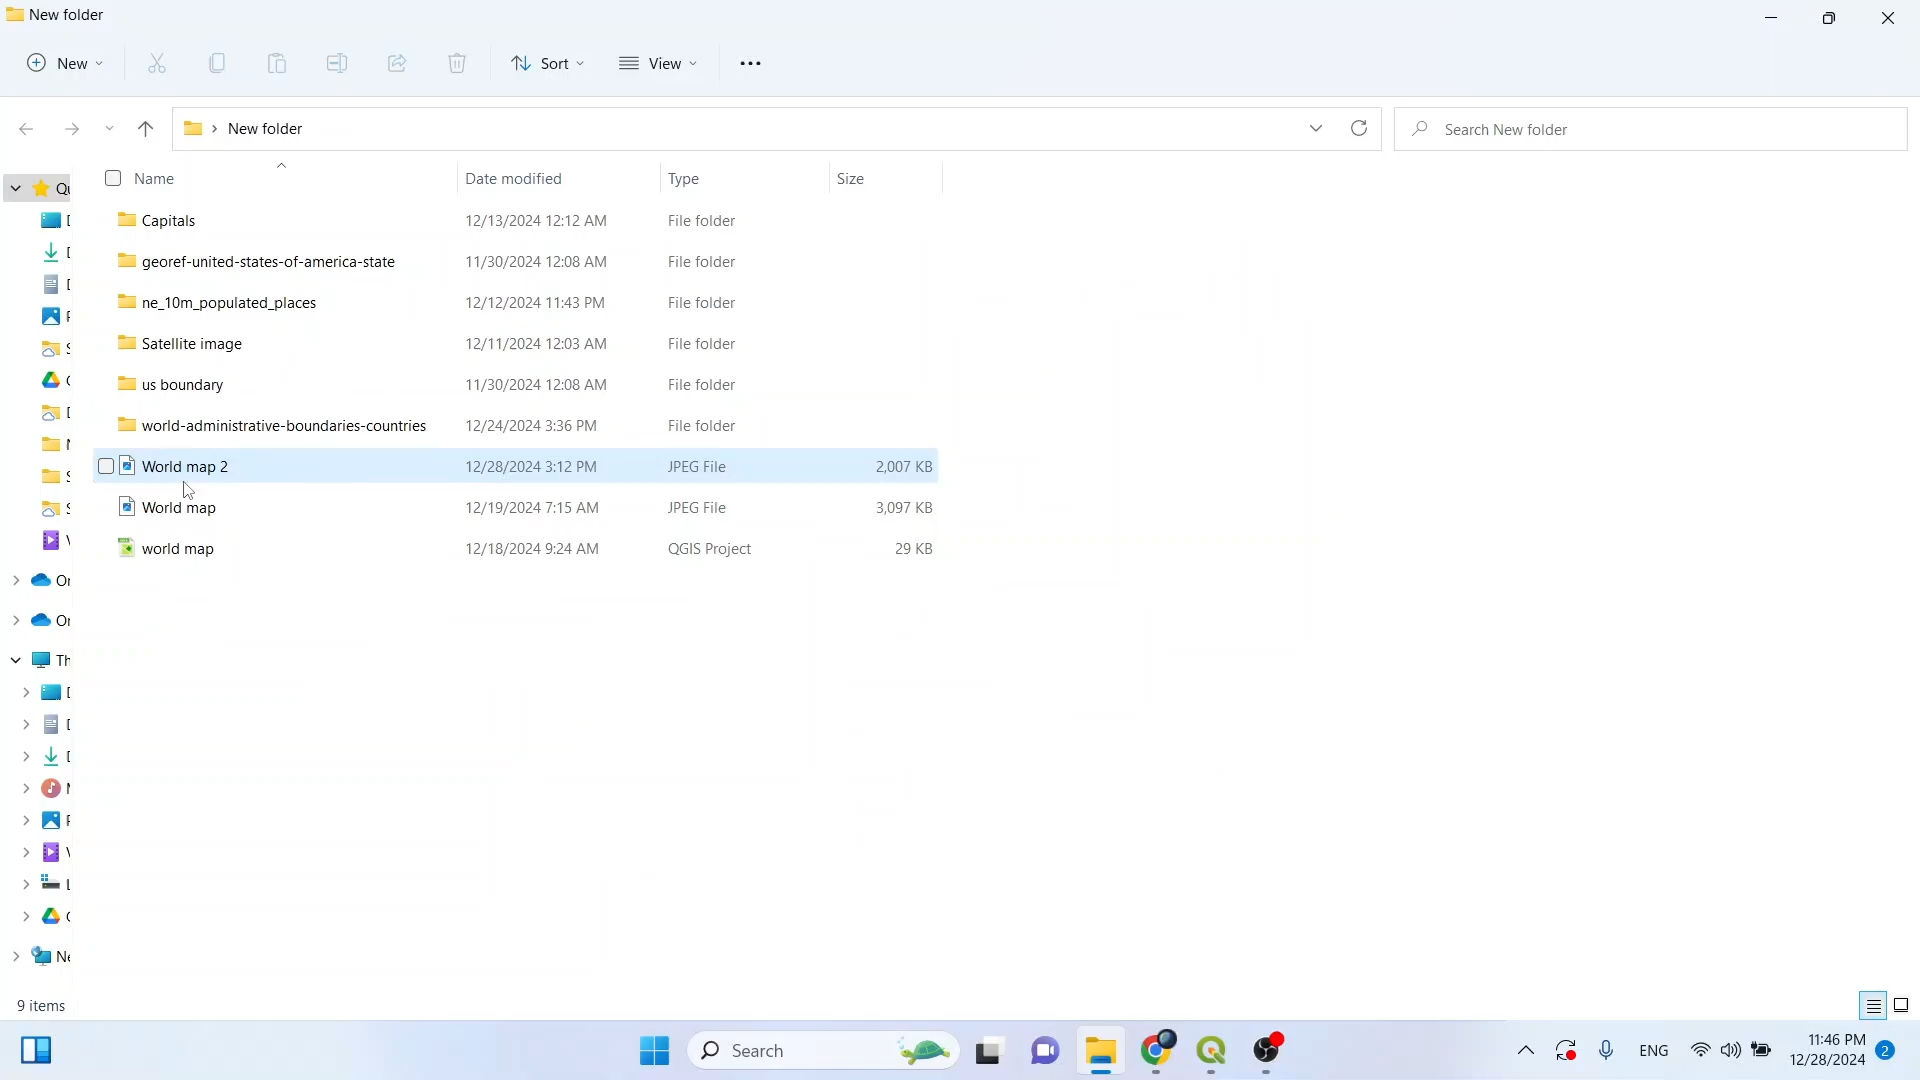 New folder
New
Sort
View
New folder
Search New folder
Name
Date modified
Type
Size
Capitals 12/13/2024 12:12 AM File folder
georef-united-states-of-america-state 11/30/2024 12:08 AM File folder
ne_10m_populated_places 12/12/2024 11:43 PM File folder
Satellite image 12/11/2024 12:03 AM File folder
us boundary 11/30/2024 12:08 AM File folder
world-administrative-boundaries-countries 12/24/2024 3:36 PM File folder
World map 2 12/28/2024 3:12 PM JPEG File 2,007 KB
World map 12/19/2024 7:15 AM JPEG File 3,097 KB
world map 12/18/2024 9:24 AM QGIS Project 29 KB
9 items
Search
ENG
11:46 PM
12/28/2024
2